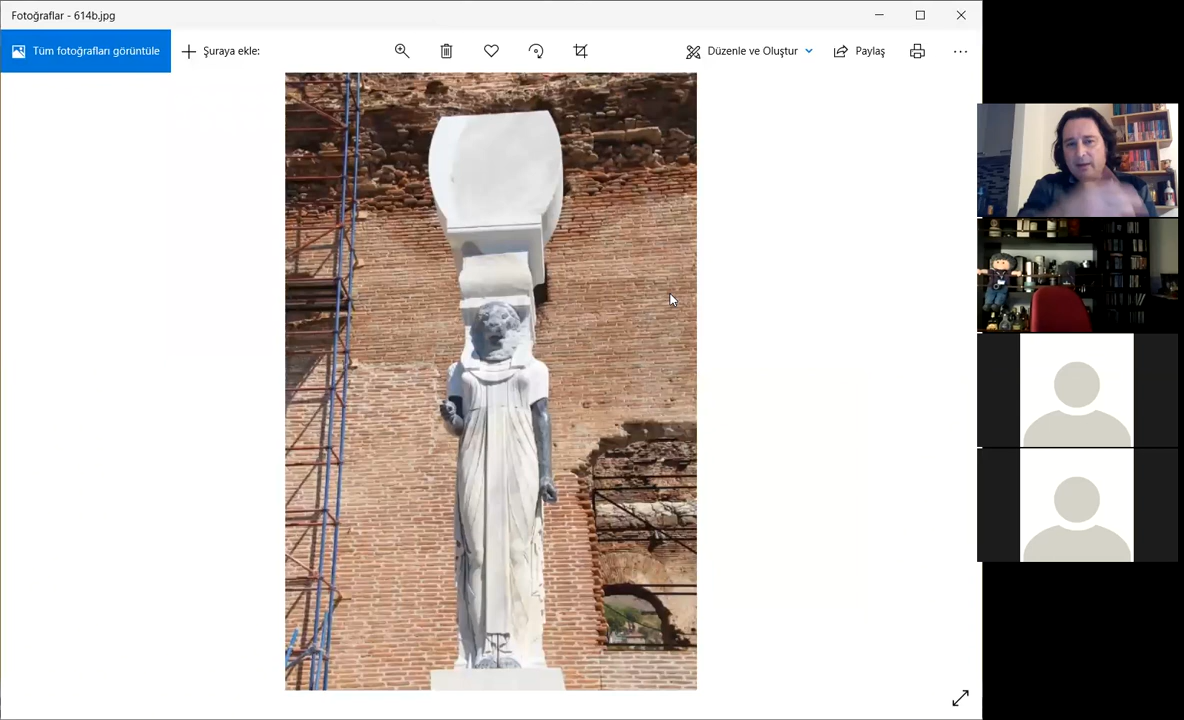 Fotoğraflar - 614b.jpg
Tüm fotoğrafları görüntüle
Şuraya ekle:
Düzenle ve Oluştur
Paylaş